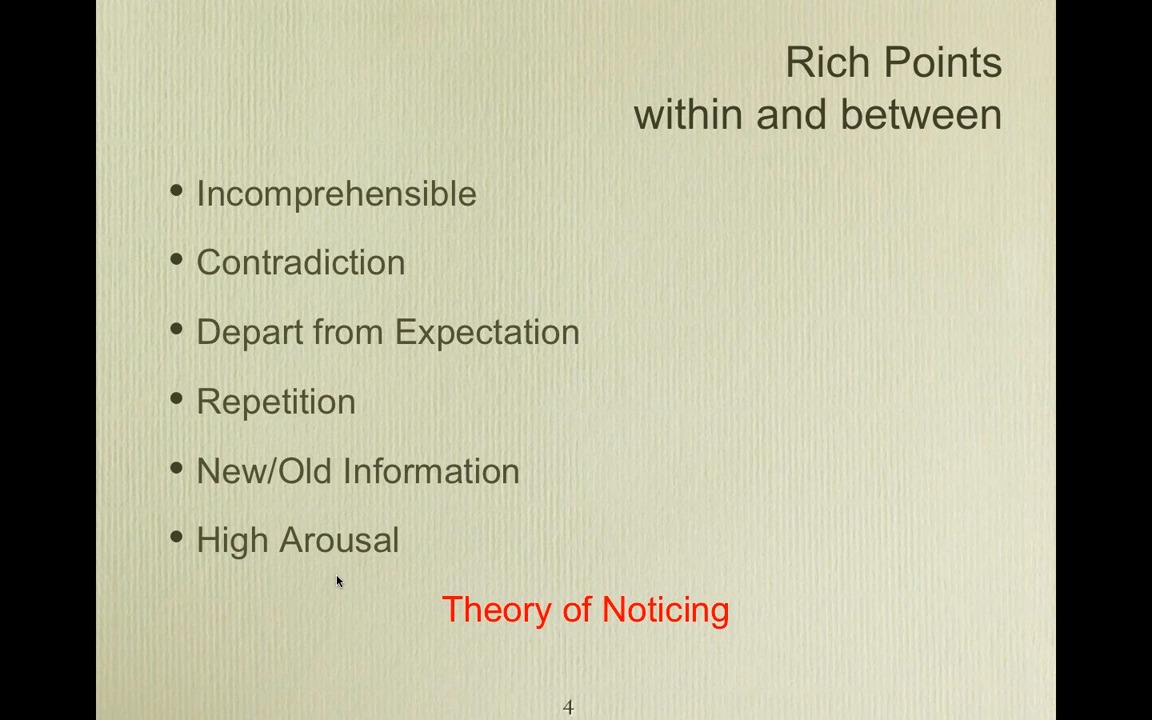 Rich Points
within and between
• Incomprehensible
• Contradiction
• Depart from Expectation
• Repetition
• New/Old Information
• High Arousal
Theory of Noticing
4